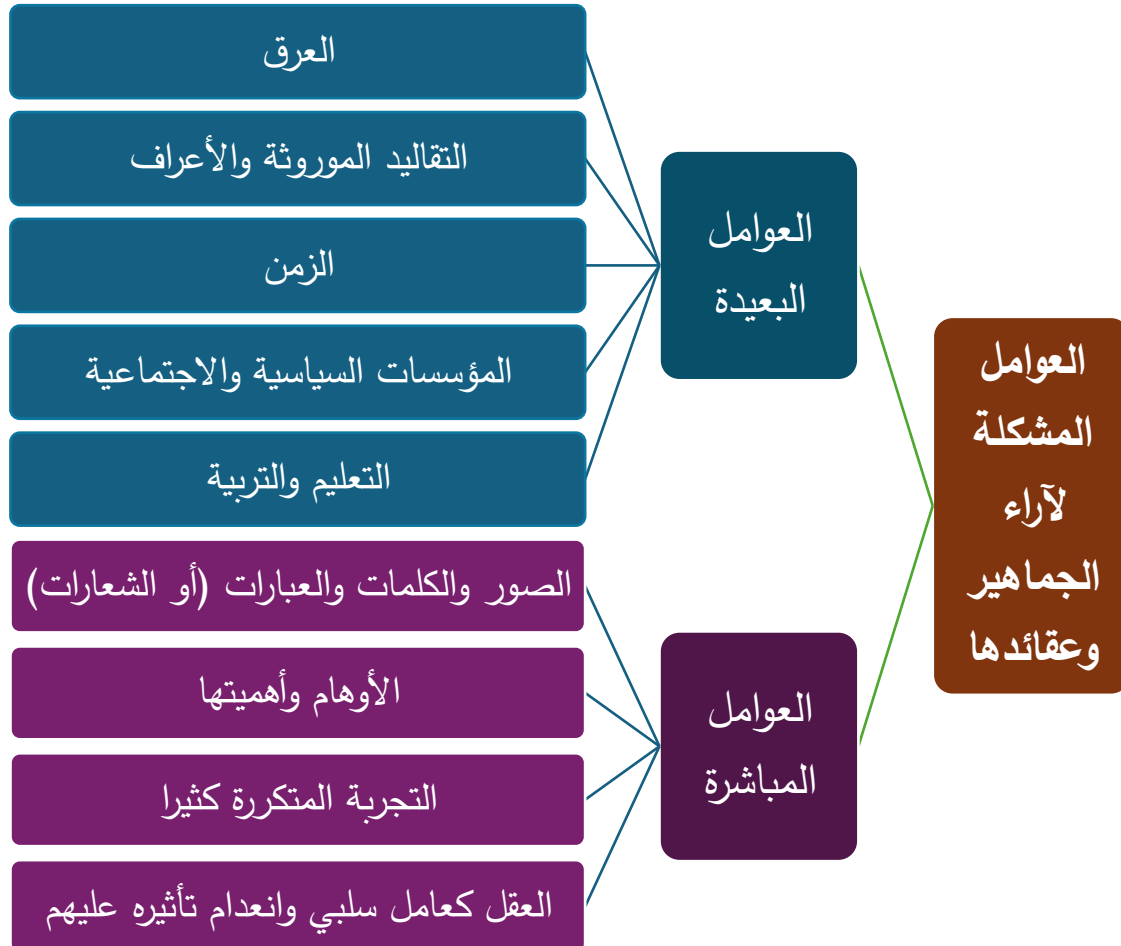 العوامل
المشكلة
لآراء
الجماهير
وعقائدها
العوامل
البعيدة
العرق
التقاليد الموروثة والأعراف
الزمن
المؤسسات السياسية والاجتماعية
التعليم والتربية
العوامل
المباشرة
الصور والكلمات والعبارات (أو الشعارات)
الأوهام وأهميتها
التجربة المتكررة كثيرا
العقل كعامل سلبي وانعدام تأثيره عليهم